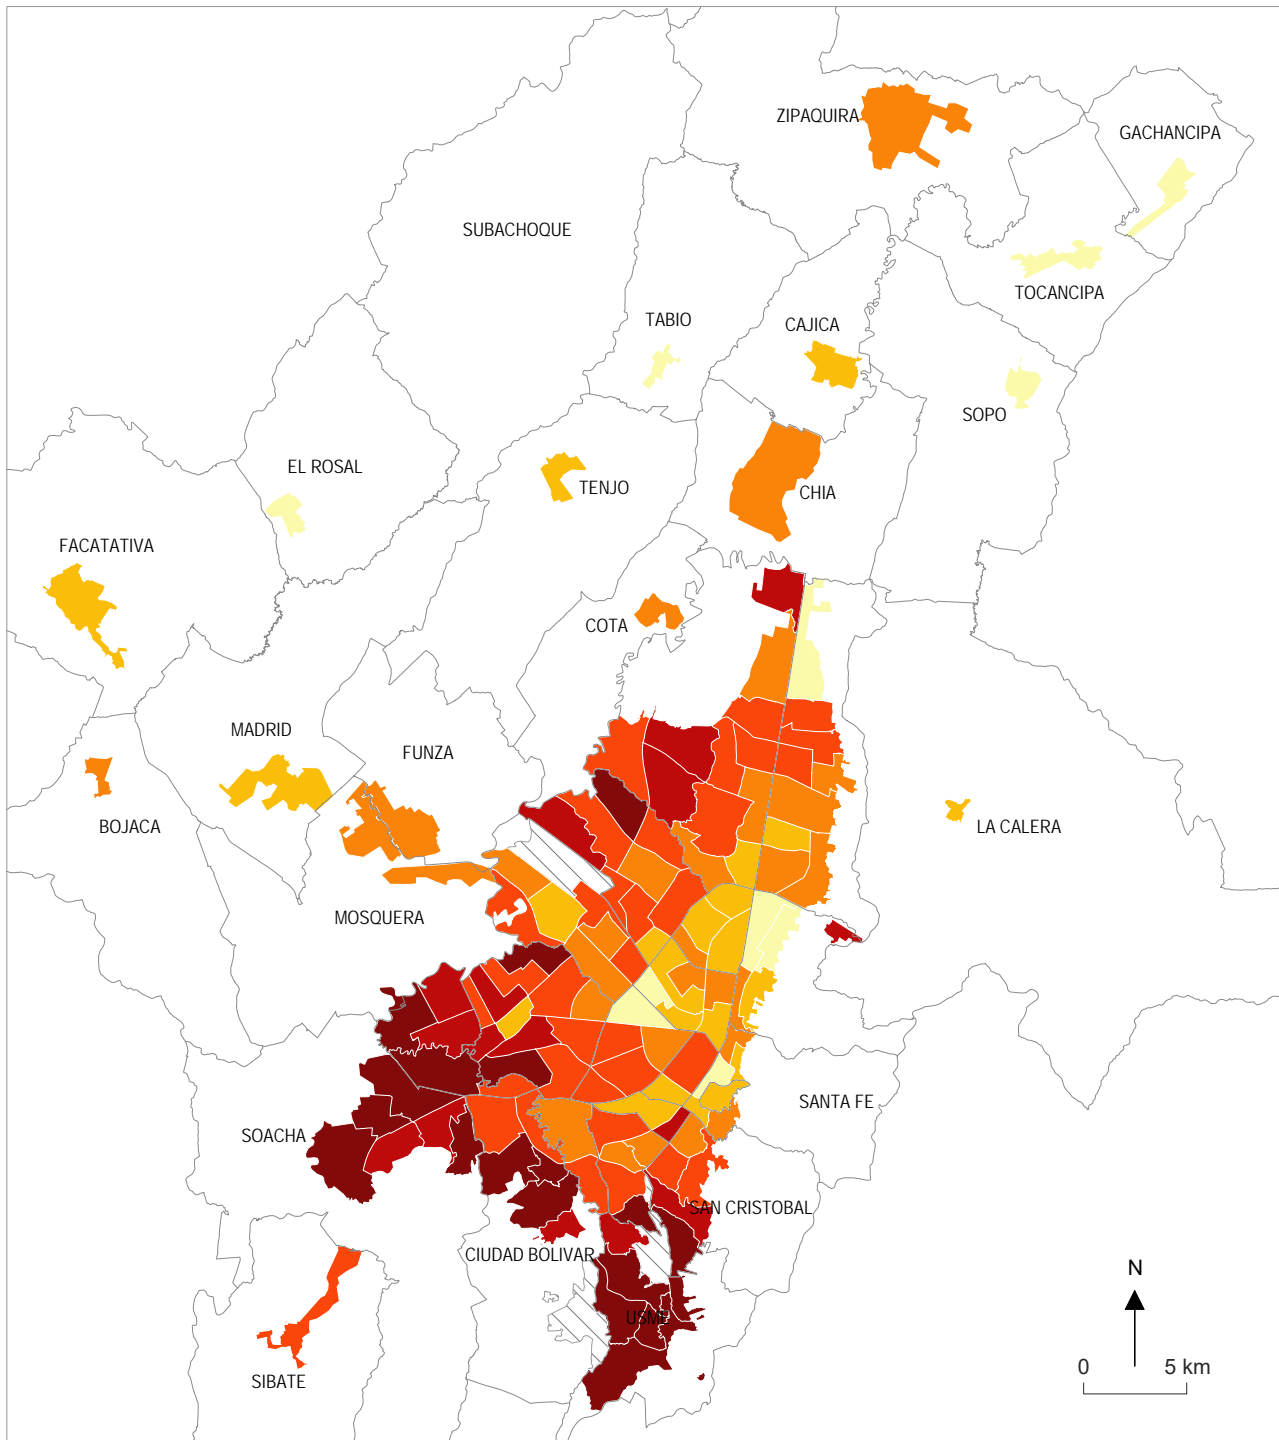 ZIPAQUIRA
GACHANCIPA
SUBACHOQUE
TOCANCIPA
TABIO
CAJICA
SOPO
EL ROSAL
TENJO
CHIA
FACATATIVA
COTA
MADRID
FUNZA
BOJACA
LA CALERA
MOSQUERA
SANTA FE
SOACHA
SAN CRISTOBAL
CIUDAD BOLIVAR
N
USME
0 5 km
SIBATE